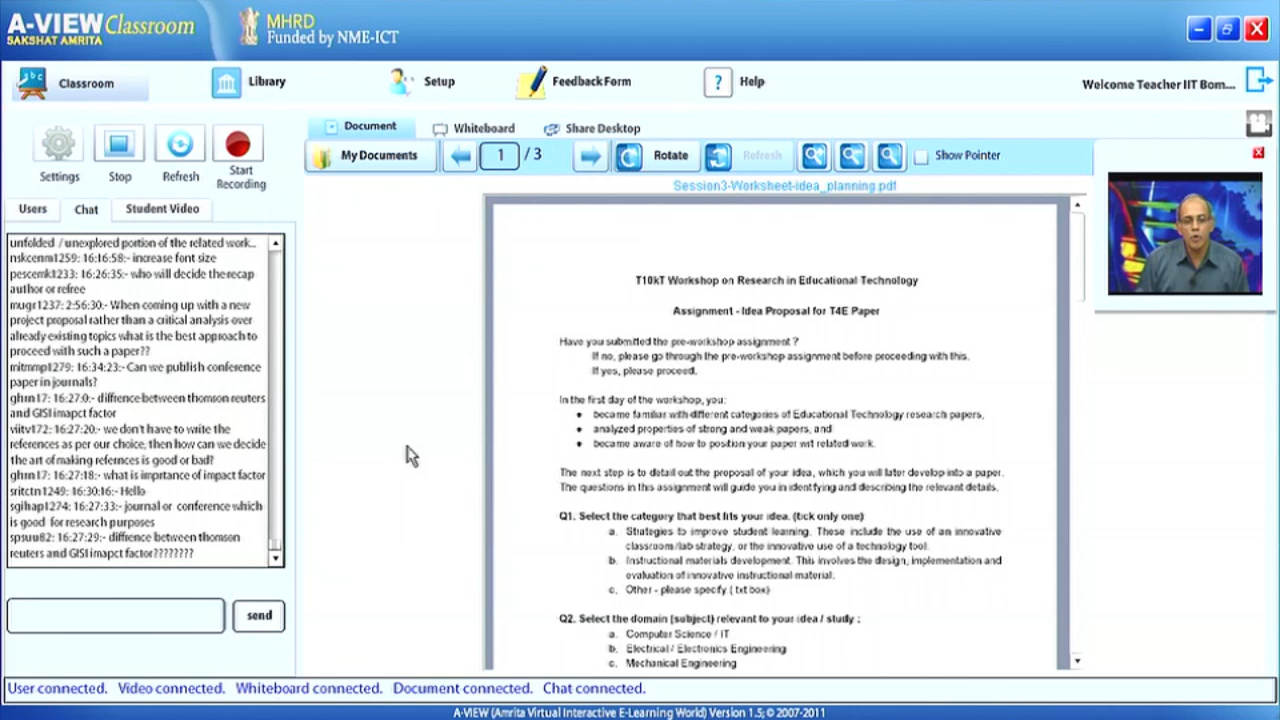 A-VIEW Classroom
SAKSHAT AMRITA
MHRD
Funded by NME-ICT
Classroom
Library
Setup
Feedback Form
? Help
Welcome Teacher IIT Bom...
Settings
Stop
Refresh
Start Recording
Document
Whiteboard
Share Desktop
My Documents
1 / 3
Rotate
Refresh
Show Pointer
Session3-Worksheet-idea_planning.pdf
Users
Chat
Student Video
unfolded / unexplored portion of the related work...
nskcenm1259: 16:16:58:- increase font size
pescemk1233: 16:26:35:- who will decide the recap
author or refree
mugr1237: 2:56:30:- When coming up with a new
project proposal rather than a critical analysis over
already existing topics what is the best approach to
proceed with such a paper??
mitmmp1279: 16:34:23:- Can we publish conference
paper in journals?
ghrn17: 16:27:0:- diffrence between thomson reuters
and GISI imapct factor
viitv172: 16:27:20:- we don't have to write the
references as per our choice, then how can we decide
the art of making refernces is good or bad?
ghrn17: 16:27:18:- what is imprtance of impact factor
sritctn1249: 16:30:16:- Hello
sgihap1274: 16:27:33:- journal or conference which
is good for research purposes
spsuu82: 16:27:29:- diffrence between thomson
reuters and GISI imapct factor????????
send
T10kT Workshop on Research in Educational Technology
Assignment - Idea Proposal for T4E Paper
Have you submitted the pre-workshop assignment ?
If no, please go through the pre-workshop assignment before proceeding with this.
If yes, please proceed.
In the first day of the workshop, you:
• became familiar with different categories of Educational Technology research papers,
• analyzed properties of strong and weak papers, and
• became aware of how to position your paper wrt related work.
The next step is to detail out the proposal of your idea, which you will later develop into a paper.
The questions in this assignment will guide you in identifying and describing the relevant details.
Q1. Select the category that best fits your idea. (tick only one)
a. Strategies to improve student learning. These include the use of an innovative
classroom/lab strategy, or the innovative use of a technology tool.
b. Instructional materials development. This involves the design, implementation and
evaluation of innovative instructional material.
c. Other - please specify ( txt box)
Q2. Select the domain (subject) relevant to your idea / study :
a. Computer Science / IT
b. Electrical / Electronics Engineering
c. Mechanical Engineering
User connected. Video connected. Whiteboard connected. Document connected. Chat connected.
A-VIEW (Amrita Virtual Interactive E-Learning World) Version 1.5; © 2007-2011